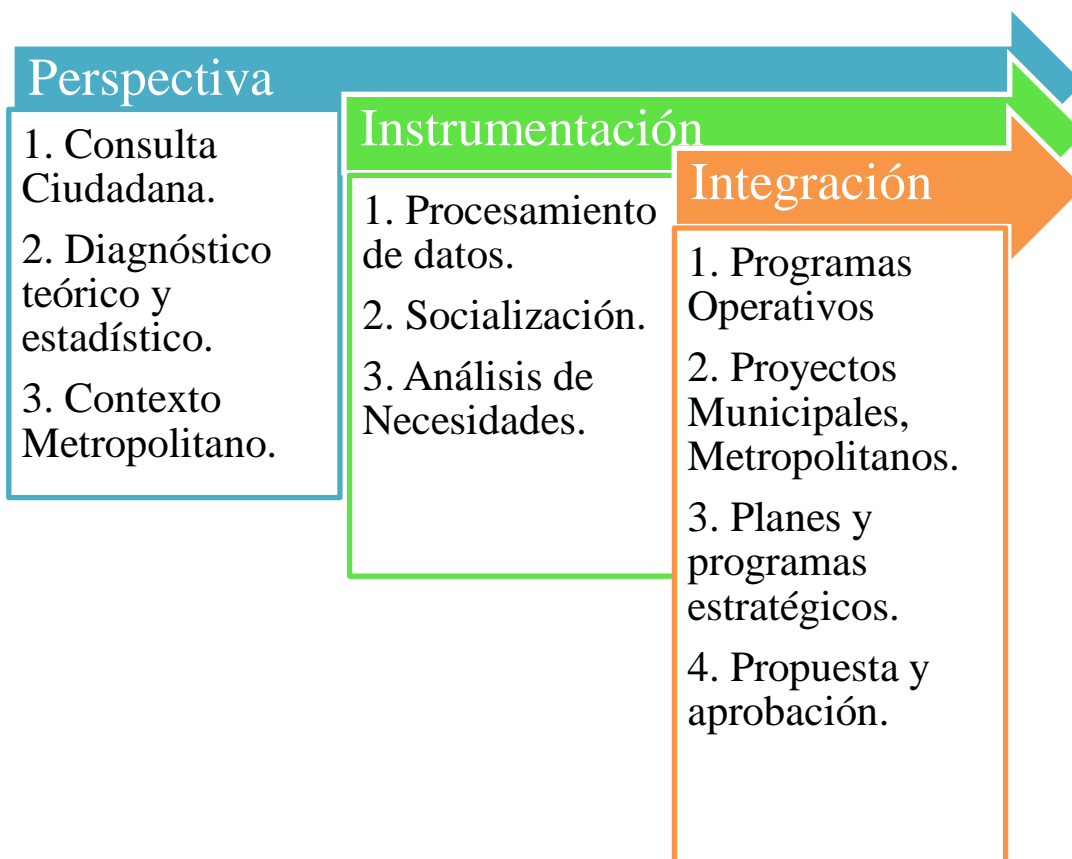 Perspectiva
1. Consulta
Ciudadana.
2. Diagnóstico
teórico y
estadístico.
3. Contexto
Metropolitano.
Instrumentación
1. Procesamiento
de datos.
2. Socialización.
3. Análisis de
Necesidades.
Integración
1. Programas
Operativos
2. Proyectos
Municipales,
Metropolitanos.
3. Planes y
programas
estratégicos.
4. Propuesta y
aprobación.